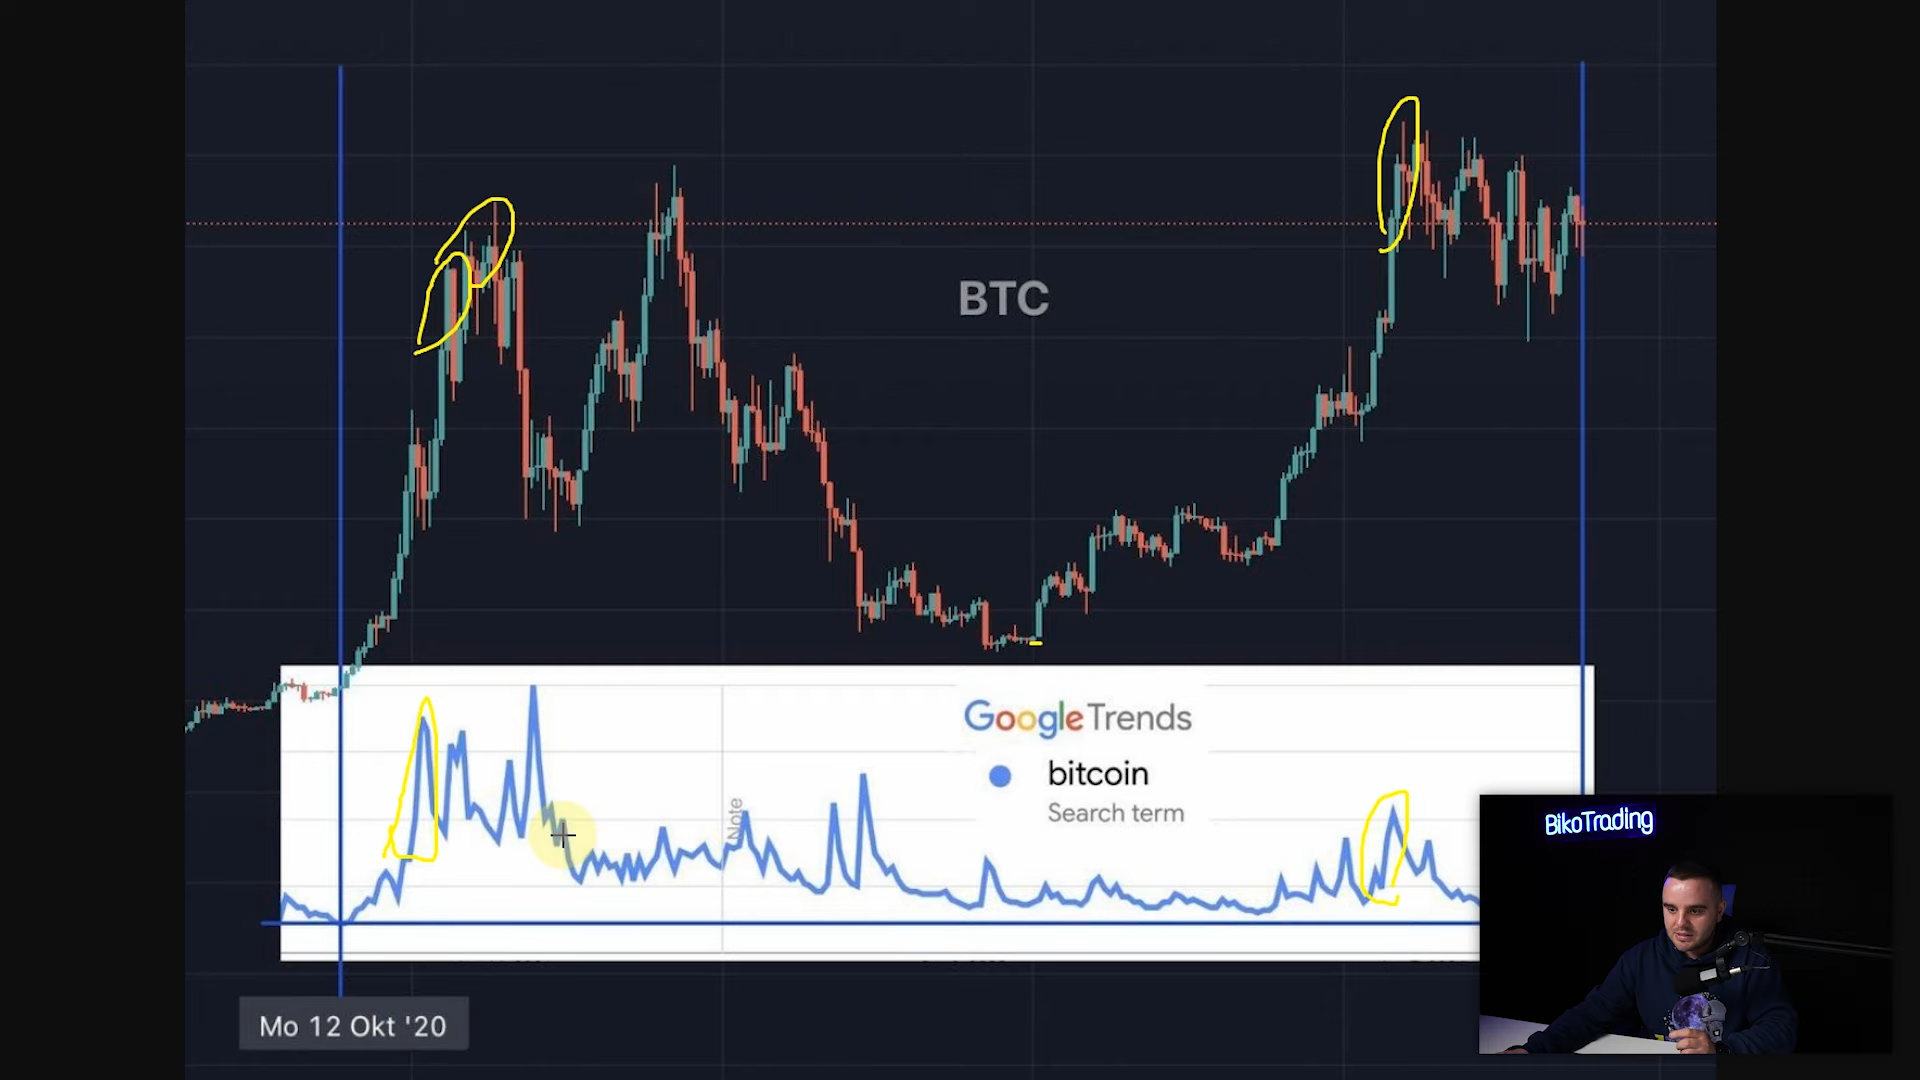 BTC
Google Trends
bitcoin
Search term
Note
BikoTrading
Mo 12 Okt '20